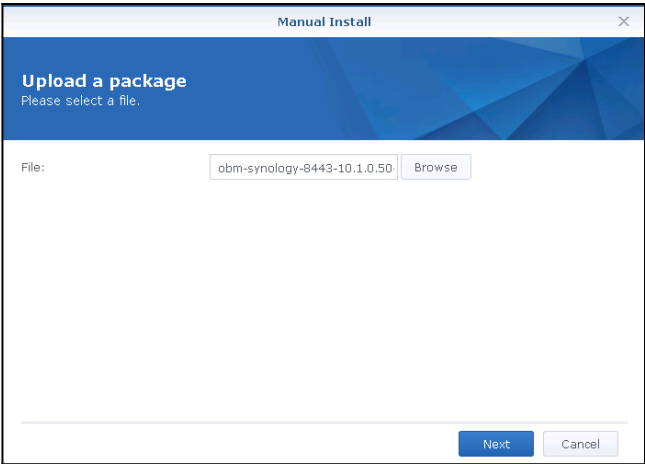 Manual Install
Upload a package
Please select a file.
File:
obm-synology-8443-10.1.0.50-
Browse
Next
Cancel